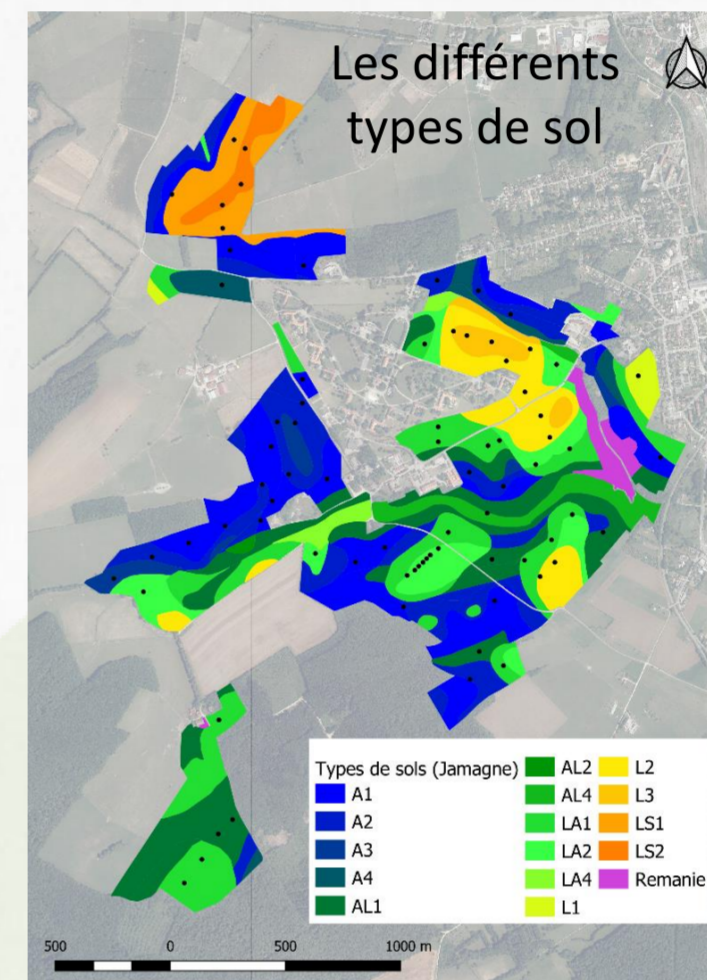 Les différents
types de sol
Types de sols (Jamagne)
A1
A2
A3
A4
AL1
AL2
AL4
LA1
LA2
LA4
L1
L2
L3
LS1
LS2
Remanie
500 0 500 1000 m